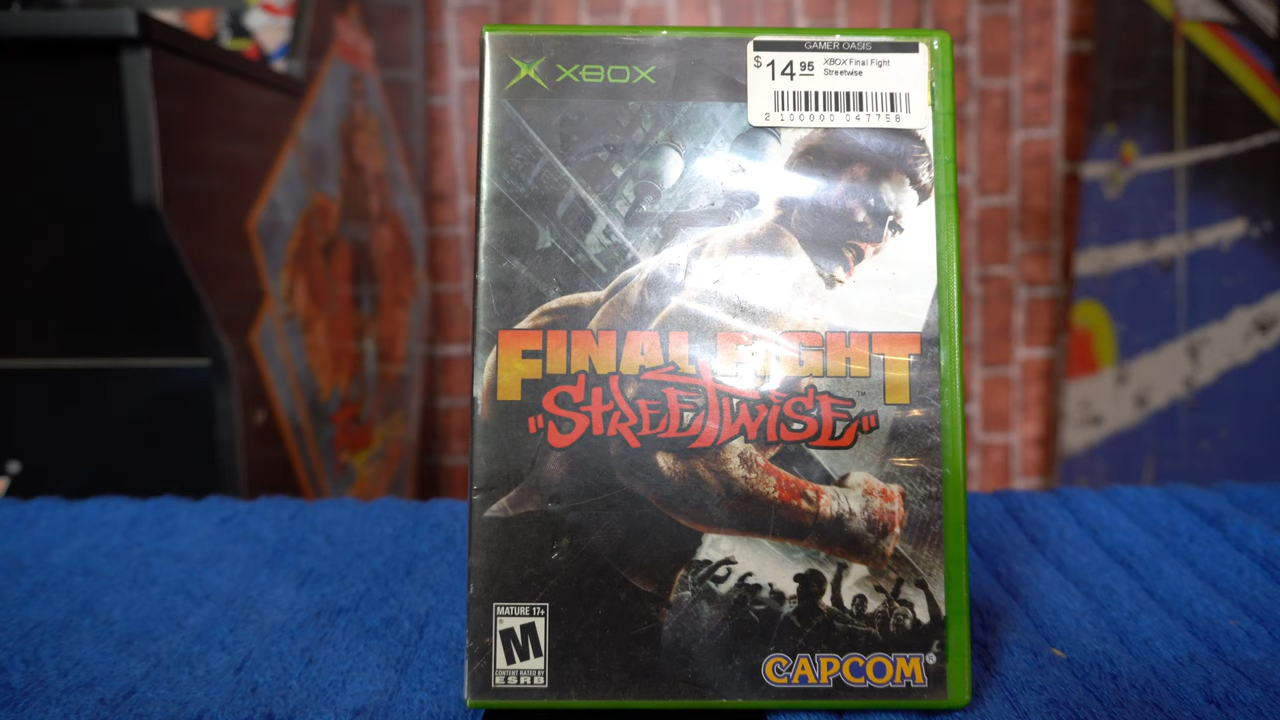 GAMER OASIS
$14.95 XBOX Final Fight
Streetwise
2 100000 047758
XBOX
FINAL FIGHT
"STREETWISE"™
MATURE 17+
M®
CONTENT RATED BY
ESRB
CAPCOM®